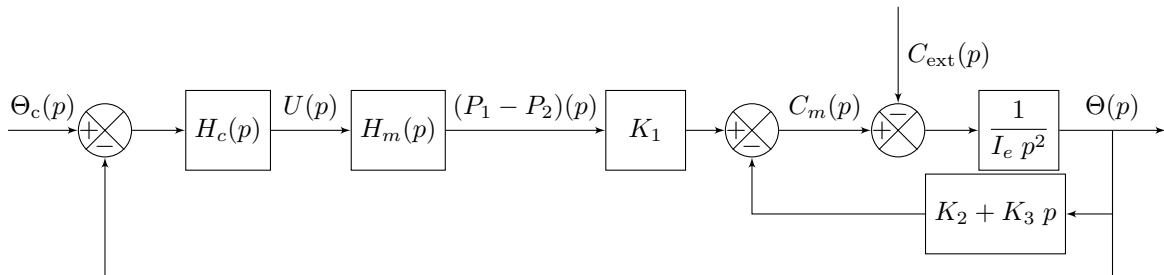 C_ext(p)
Θ_c(p)
+
−
H_c(p)
U(p)
H_m(p)
(P_1 − P_2)(p)
K_1
+
−
C_m(p)
−
+
1
I_e p^2
Θ(p)
K_2 + K_3 p